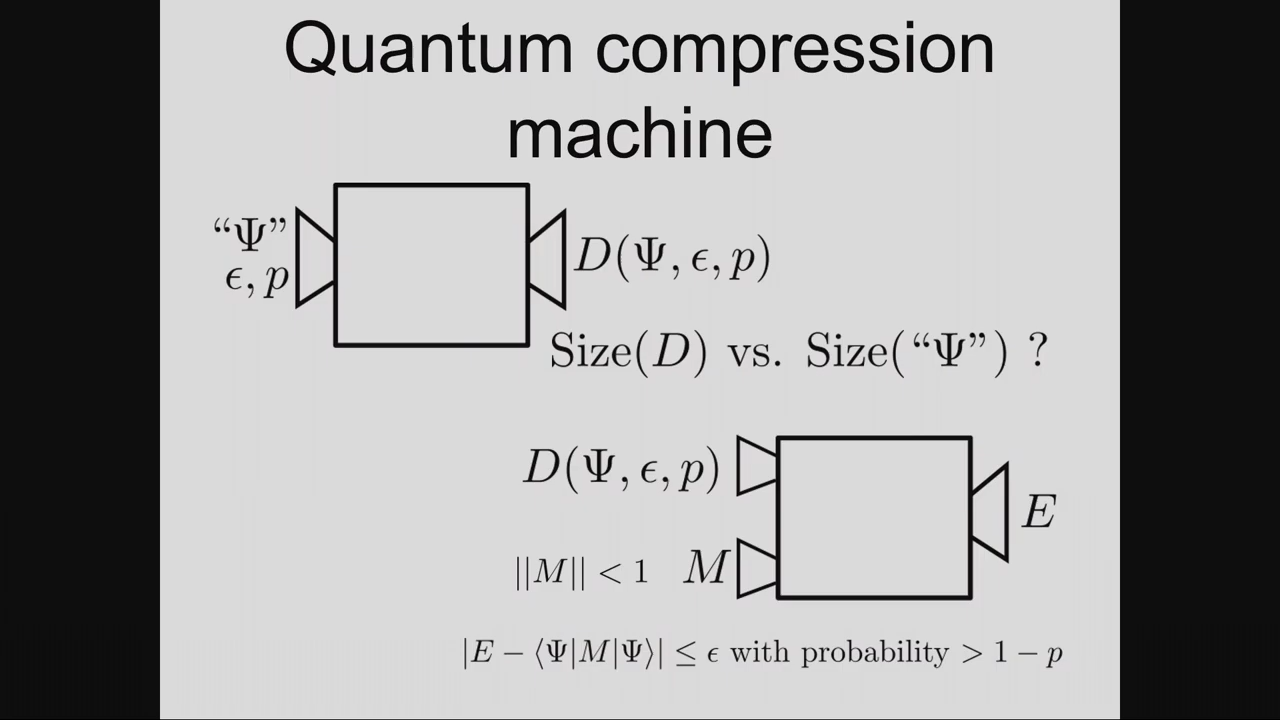 Quantum compression
machine
“Ψ”
ϵ, p
D(Ψ, ϵ, p)
Size(D) vs. Size(“Ψ”) ?
D(Ψ, ϵ, p)
E
||M|| < 1 M
|E − ⟨Ψ|M|Ψ⟩| ≤ ϵ with probability > 1 − p